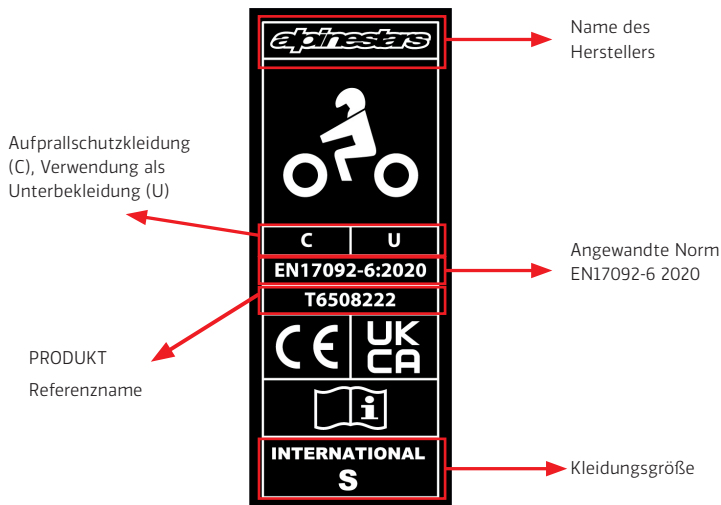 alpinestars
Name des
Herstellers
Aufprallschutzkleidung
(C), Verwendung als
Unterbekleidung (U)
C U
EN17092-6:2020
Angewandte Norm
EN17092-6 2020
T6508222
PRODUKT
Referenzname
CE UK
CA
i
INTERNATIONAL
S
Kleidungsgröße